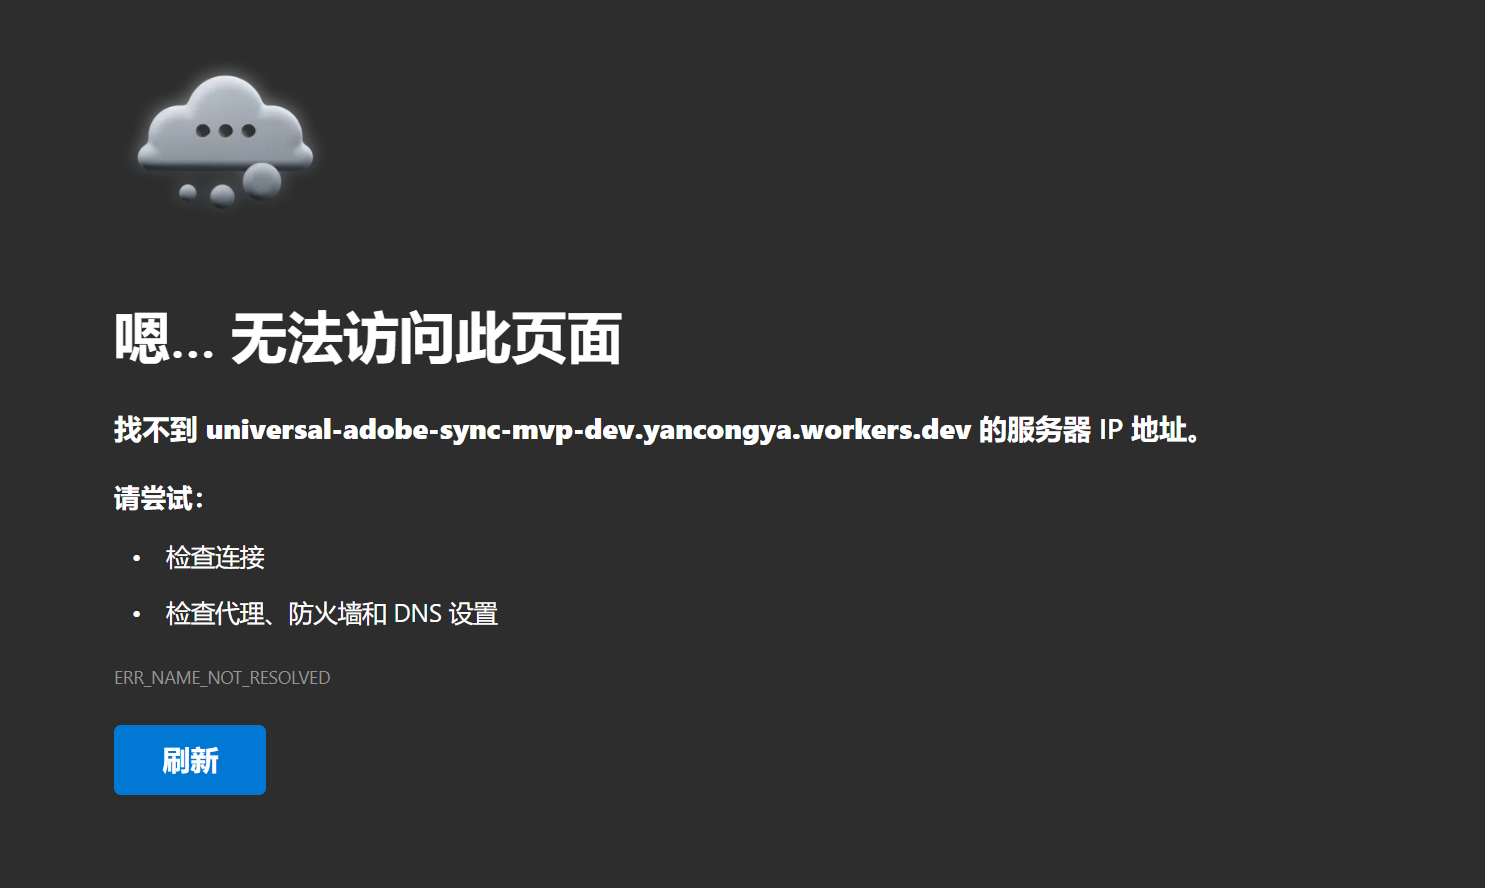 嗯... 无法访问此页面
找不到 universal-adobe-sync-mvp-dev.yancongya.workers.dev 的服务器 IP 地址。
请尝试：
• 检查连接
• 检查代理、防火墙和 DNS 设置
ERR_NAME_NOT_RESOLVED
刷新